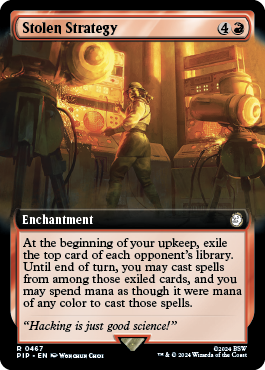 Stolen Strategy 4
Enchantment
At the beginning of your upkeep, exile
the top card of each opponent's library.
Until end of turn, you may cast spells
from among those exiled cards, and you
may spend mana as though it were mana
of any color to cast those spells.
"Hacking is just good science!"
R 0467
PIP • EN Wonchun Choi
©2024 BSW
™ & © 2024 Wizards of the Coast